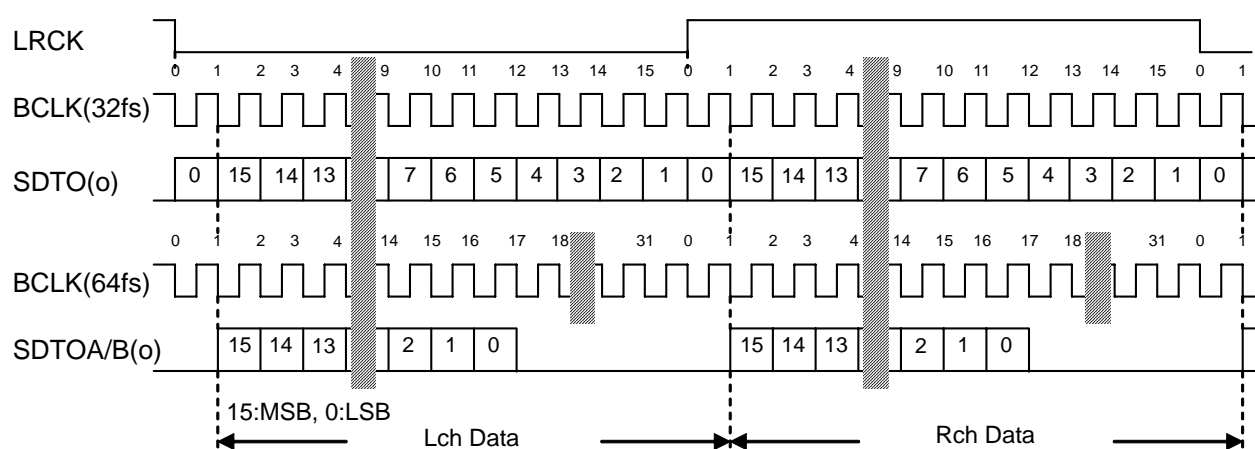 LRCK
0 1 2 3 4 9 10 11 12 13 14 15 0 1 2 3 4 9 10 11 12 13 14 15 0 1
BCLK(32fs)
SDTO(o) 0 15 14 13 7 6 5 4 3 2 1 0 15 14 13 7 6 5 4 3 2 1 0
0 1 2 3 4 14 15 16 17 18 31 0 1 2 3 4 14 15 16 17 18 31 0 1
BCLK(64fs)
SDTOA/B(o) 15 14 13 2 1 0 15 14 13 2 1 0
15:MSB, 0:LSB
Lch Data Rch Data